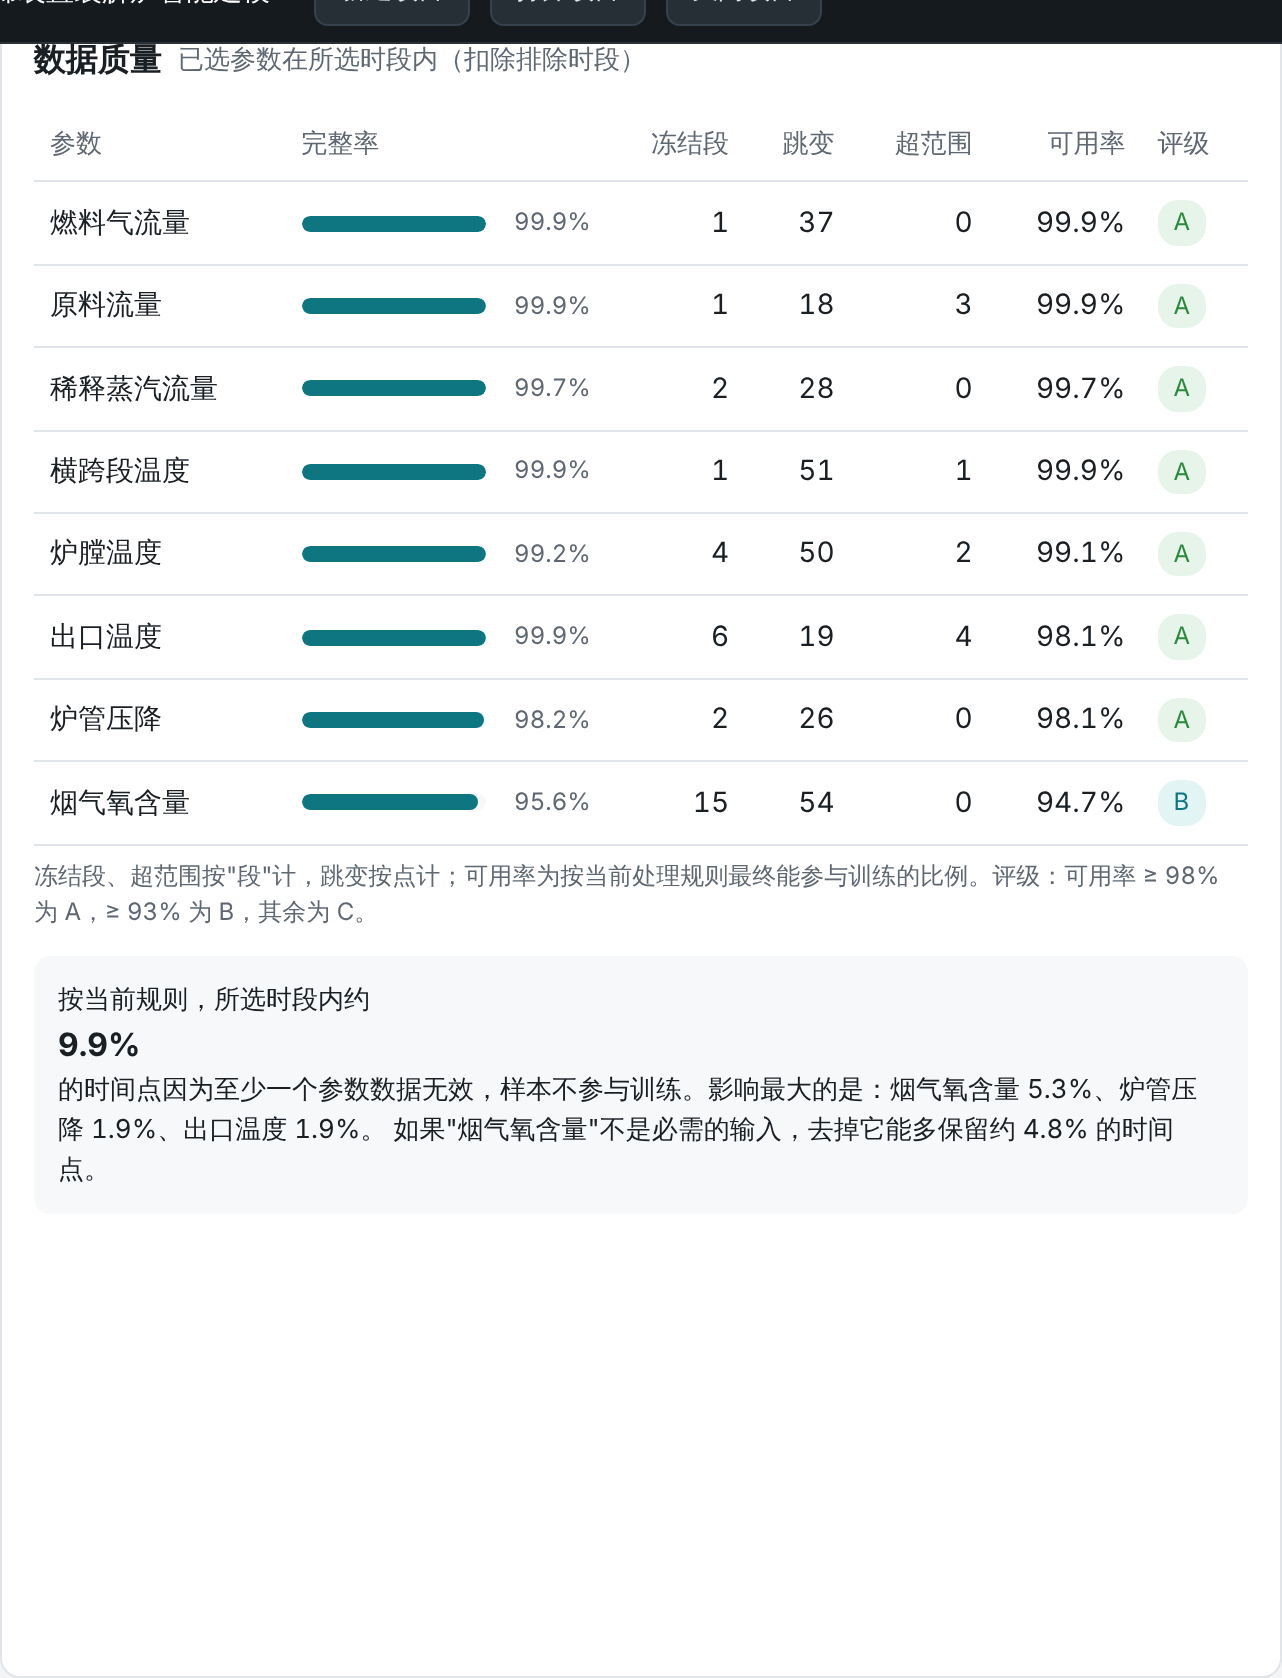 数据质量 已选参数在所选时段内（扣除排除时段）
参数 完整率 冻结段 跳变 超范围 可用率 评级
燃料气流量 99.9% 1 37 0 99.9% A
原料流量 99.9% 1 18 3 99.9% A
稀释蒸汽流量 99.7% 2 28 0 99.7% A
横跨段温度 99.9% 1 51 1 99.9% A
炉膛温度 99.2% 4 50 2 99.1% A
出口温度 99.9% 6 19 4 98.1% A
炉管压降 98.2% 2 26 0 98.1% A
烟气氧含量 95.6% 15 54 0 94.7% B
冻结段、超范围按"段"计，跳变按点计；可用率为按当前处理规则最终能参与训练的比例。评级：可用率 ≥ 98%
为 A，≥ 93% 为 B，其余为 C。
按当前规则，所选时段内约
9.9%
的时间点因为至少一个参数数据无效，样本不参与训练。影响最大的是：烟气氧含量 5.3%、炉管压
降 1.9%、出口温度 1.9%。 如果"烟气氧含量"不是必需的输入，去掉它能多保留约 4.8% 的时间
点。